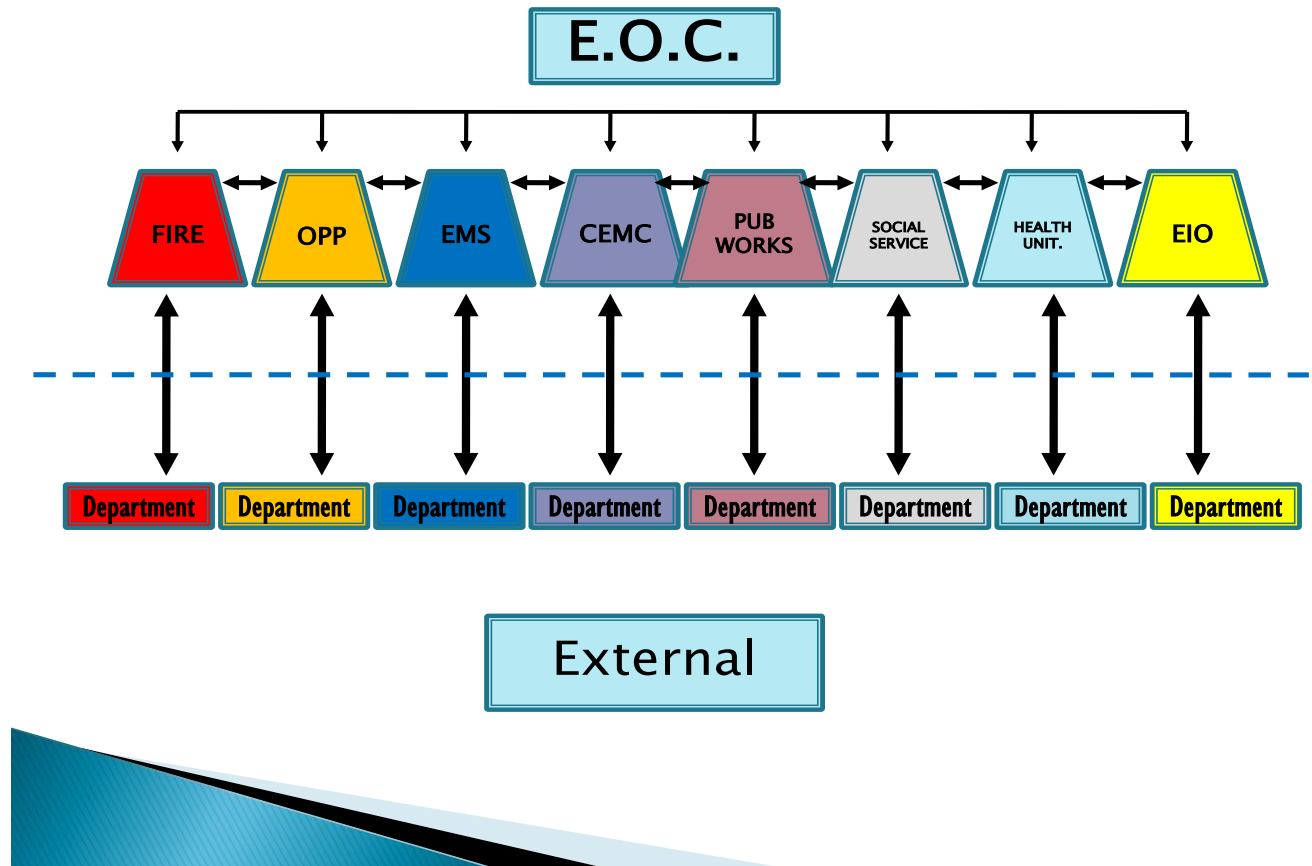 E.O.C.
FIRE
OPP
EMS
CEMC
PUB
WORKS
SOCIAL
SERVICE
HEALTH
UNIT.
EIO
Department
Department
Department
Department
Department
Department
Department
Department
External